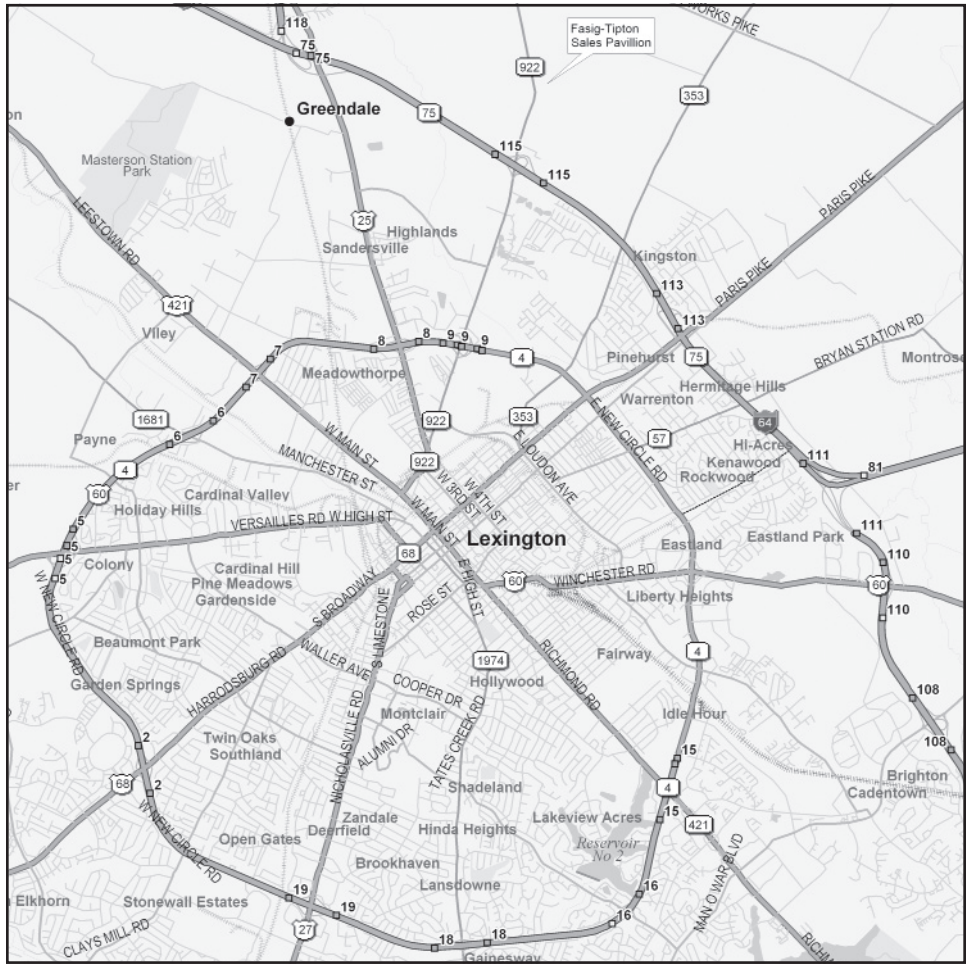 118
75
75
Fasig-Tipton
Sales Pavillion
WORKS PIKE
922
353
75
Greendale
on
Masterson Station
Park
115
115
PARIS PIKE
LEESTOWN RD
25
Highlands
Sandersville
Kingston
421
113
PARIS PIKE
Viley
113
8
8
9
9
9
4
7
Meadowthorpe
Pinehurst
75
BRYAN STATION RD
Montrose
7
Hermitage Hills
Warrenton
1681
6
922
353
E NEW CIRCLE RD
64
Payne
6
W MAIN ST
57
Hi-Acres
E LOUDON AVE
4
MANCHESTER ST
922
W 3RD ST
W 4TH ST
Kenawood
111
81
Rockwood
er
60
Cardinal Valley
Holiday Hills
W MAIN ST
5
VERSAILLES RD
W HIGH ST
Lexington
Eastland
Eastland Park
111
5
5
Colony
68
110
5
Cardinal Hill
Pine Meadows
Gardenside
E HIGH ST
60
WINCHESTER RD
60
W NEW CIRCLE RD
S BROADWAY
S LIMESTONE
ROSE ST
Liberty Heights
110
Beaumont Park
WALLER AVE
1974
RICHMOND RD
Fairway
4
Garden Springs
HARRODSBURG RD
COOPER DR
Hollywood
108
Montclair
Idle Hour
2
Twin Oaks
Southland
ALUMNI DR
TATES CREEK RD
15
108
68
NICHOLASVILLE RD
Brighton
2
Shadeland
4
Cadentown
W NEW CIRCLE RD
Zandale
Lakeview Acres
15
421
Open Gates
Deerfield
Hinda Heights
Reservoir
No 2
MAN O WAR BLVD
Brookhaven
Lansdowne
16
n Elkhorn
Stonewall Estates
19
19
16
27
CLAYS MILL RD
18
18
RICHM
Gainesway